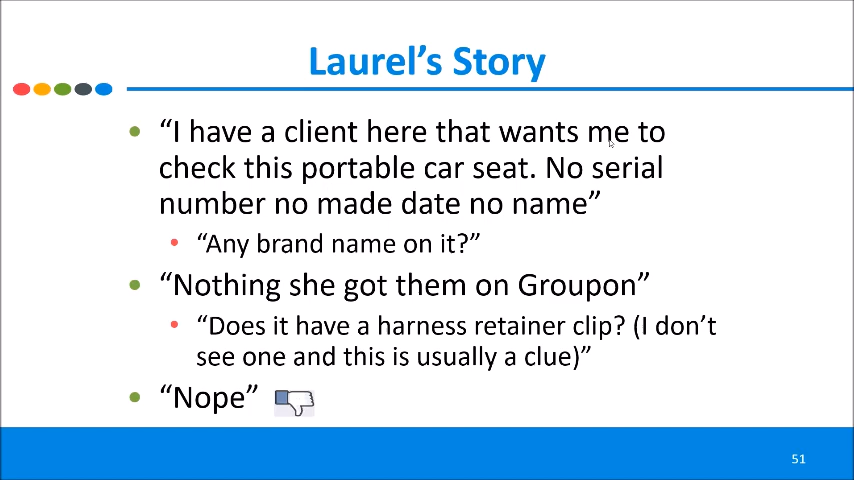 Laurel’s Story
“I have a client here that wants me to
check this portable car seat. No serial
number no made date no name”
“Any brand name on it?”
“Nothing she got them on Groupon”
“Does it have a harness retainer clip? (I don’t
see one and this is usually a clue)”
“Nope”
51